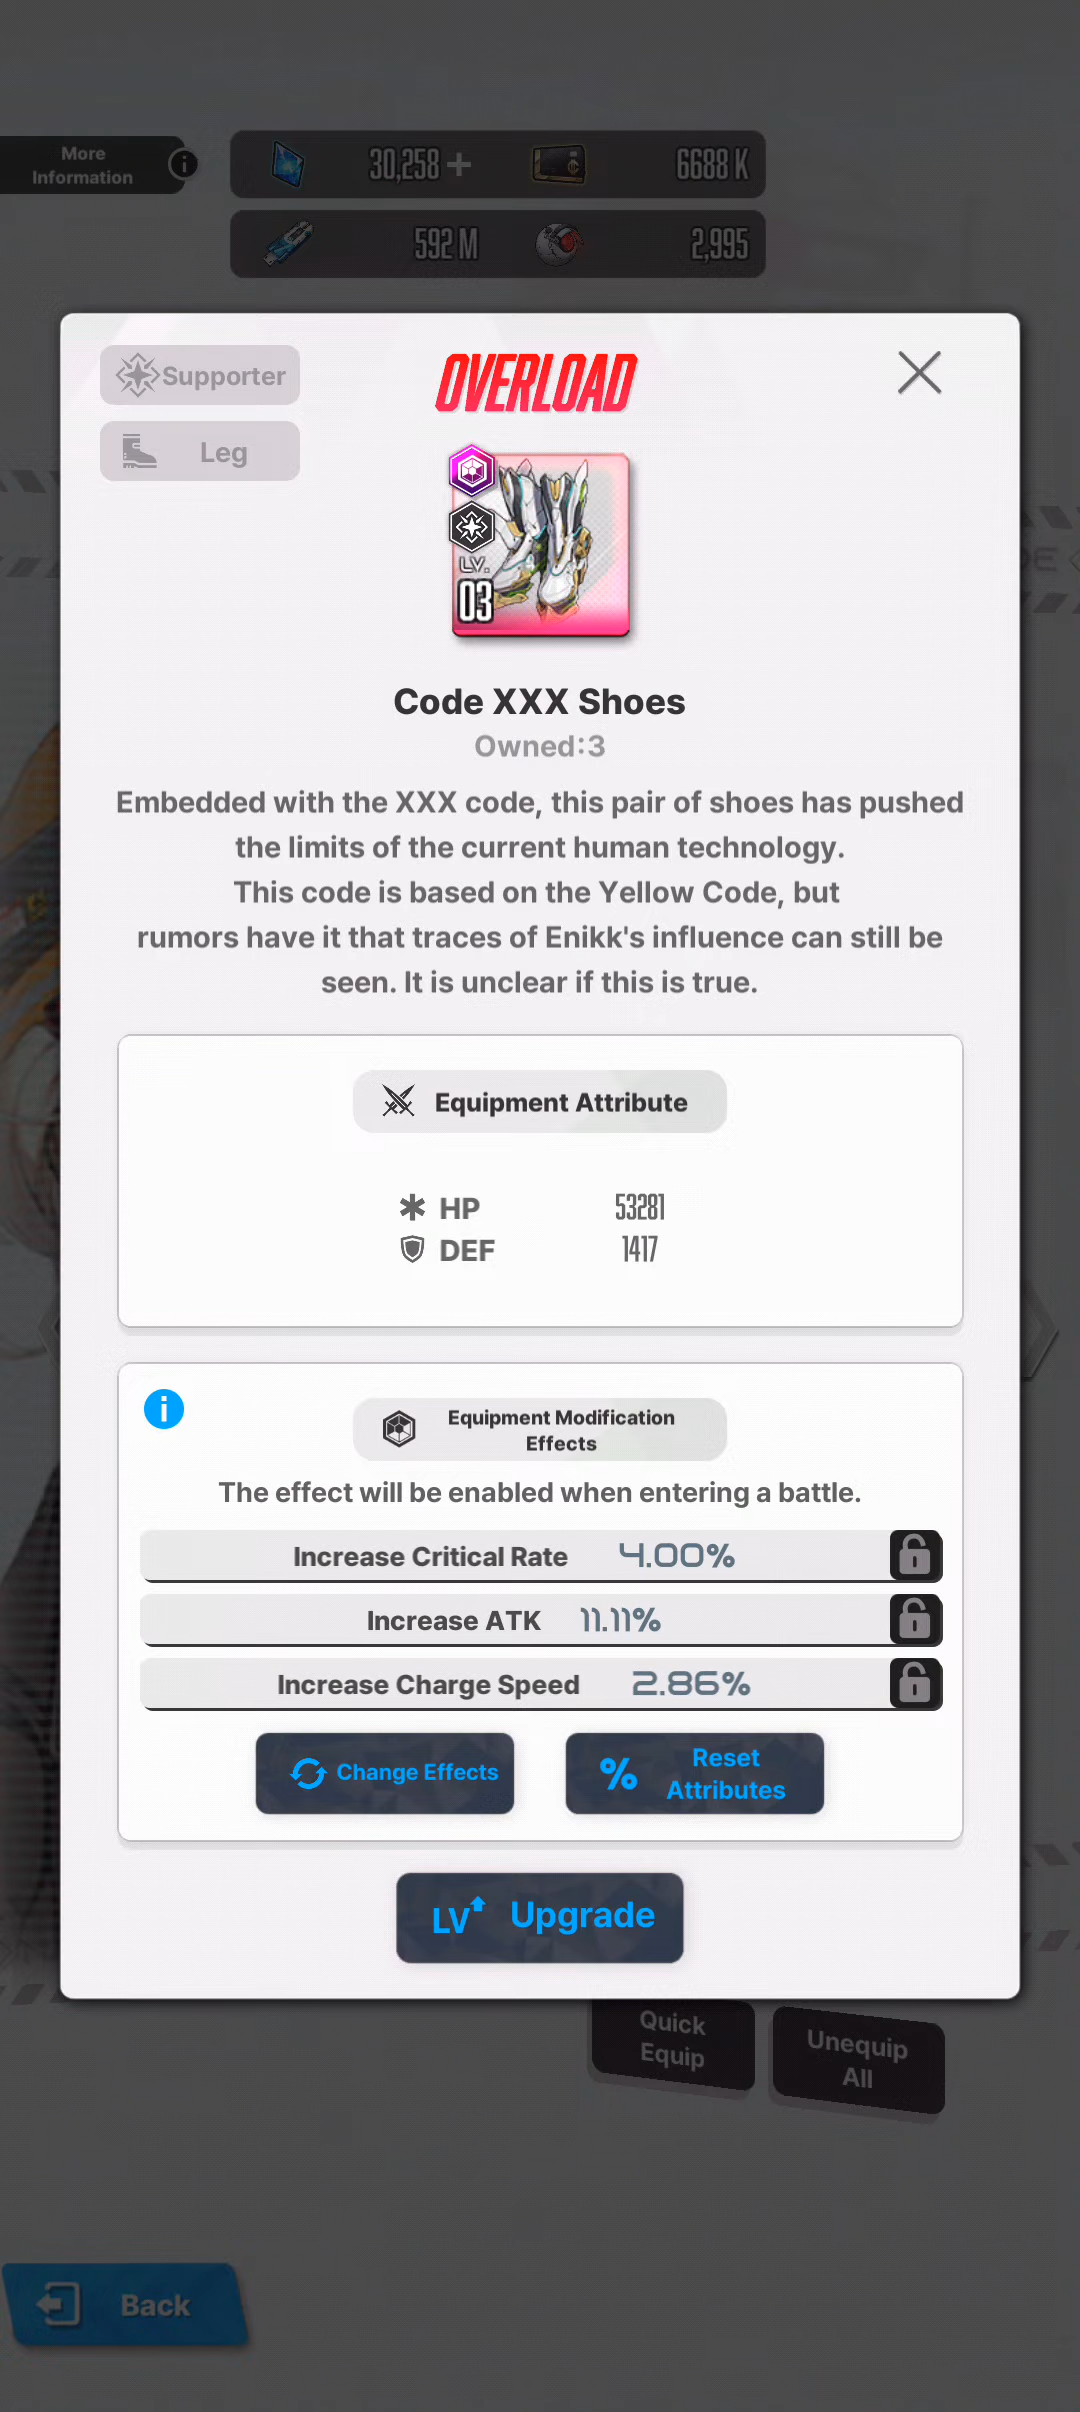 More
Information
30,258
6688 K
592 M
2,995
Supporter
OVERLOAD
Leg
LV.
03
Code XXX Shoes
Owned:3
Embedded with the XXX code, this pair of shoes has pushed
the limits of the current human technology.
This code is based on the Yellow Code, but
rumors have it that traces of Enikk's influence can still be
seen. It is unclear if this is true.
Equipment Attribute
HP 53281
DEF 1417
Equipment Modification
Effects
The effect will be enabled when entering a battle.
Increase Critical Rate 4.00%
Increase ATK 11.11%
Increase Charge Speed 2.86%
Change Effects
% Reset
Attributes
LV Upgrade
Quick
Equip
Unequip
All
Back